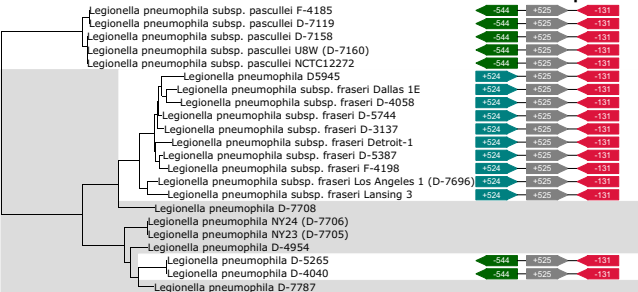 Legionella pneumophila subsp. pascullei F-4185 -544 +525 -131
Legionella pneumophila subsp. pascullei D-7119 -544 +525 -131
Legionella pneumophila subsp. pascullei D-7158 -544 +525 -131
Legionella pneumophila subsp. pascullei U8W (D-7160) -544 +525 -131
Legionella pneumophila subsp. pascullei NCTC12272 -544 +525 -131
Legionella pneumophila D5945 +524 +525 -131
Legionella pneumophila subsp. fraseri Dallas 1E +524 +525 -131
Legionella pneumophila subsp. fraseri D-4058 +524 +525 -131
Legionella pneumophila subsp. fraseri D-5744 +524 +525 -131
Legionella pneumophila subsp. fraseri D-3137 +524 +525 -131
Legionella pneumophila subsp. fraseri Detroit-1 +524 +525 -131
Legionella pneumophila subsp. fraseri D-5387 +524 +525 -131
Legionella pneumophila subsp. fraseri F-4198 +524 +525 -131
Legionella pneumophila subsp. fraseri Los Angeles 1 (D-7696) +524 +525 -131
Legionella pneumophila subsp. fraseri Lansing 3 +524 +525 -131
Legionella pneumophila D-7708
Legionella pneumophila NY24 (D-7706)
Legionella pneumophila NY23 (D-7705)
Legionella pneumophila D-4954
Legionella pneumophila D-5265 -544 +525 -131
Legionella pneumophila D-4040 -544 +525 -131
Legionella pneumophila D-7787